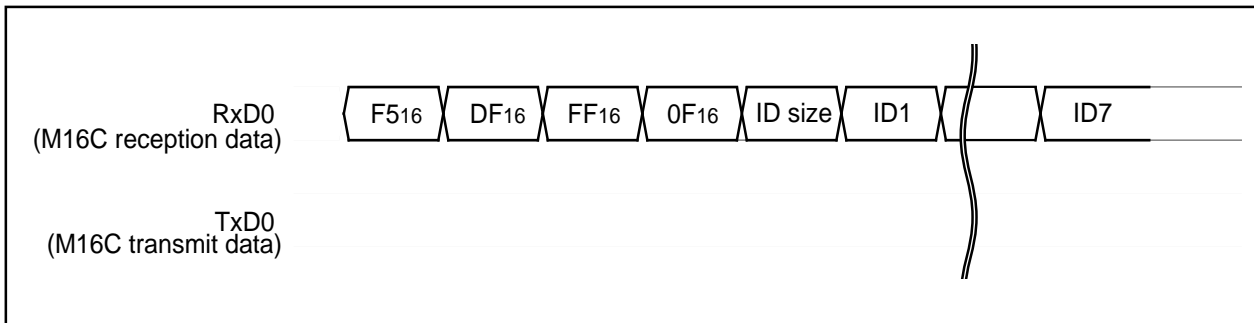 RxD0
(M16C reception data)
F516 DF16 FF16 0F16 ID size ID1 ID7
TxD0
(M16C transmit data)